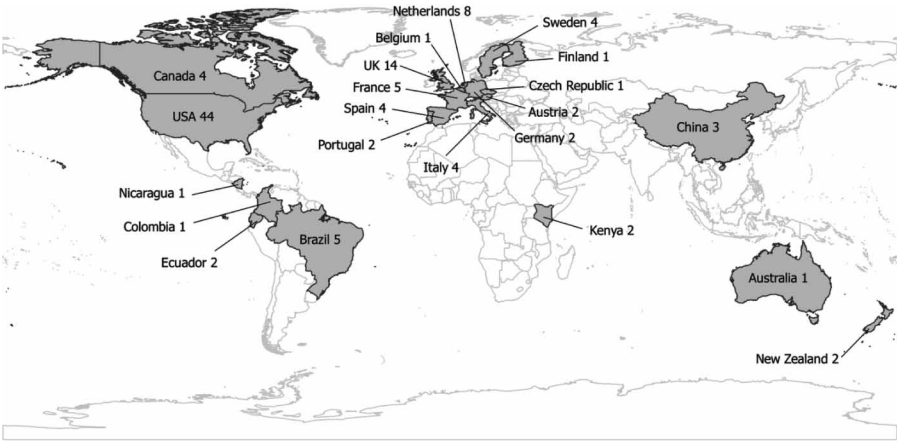 Netherlands 8
Sweden 4
Belgium 1
Finland 1
UK 14
Canada 4
Czech Republic 1
France 5
USA 44
Spain 4
Austria 2
China 3
Germany 2
Portugal 2
Italy 4
Nicaragua 1
Colombia 1
Kenya 2
Brazil 5
Ecuador 2
Australia 1
New Zealand 2